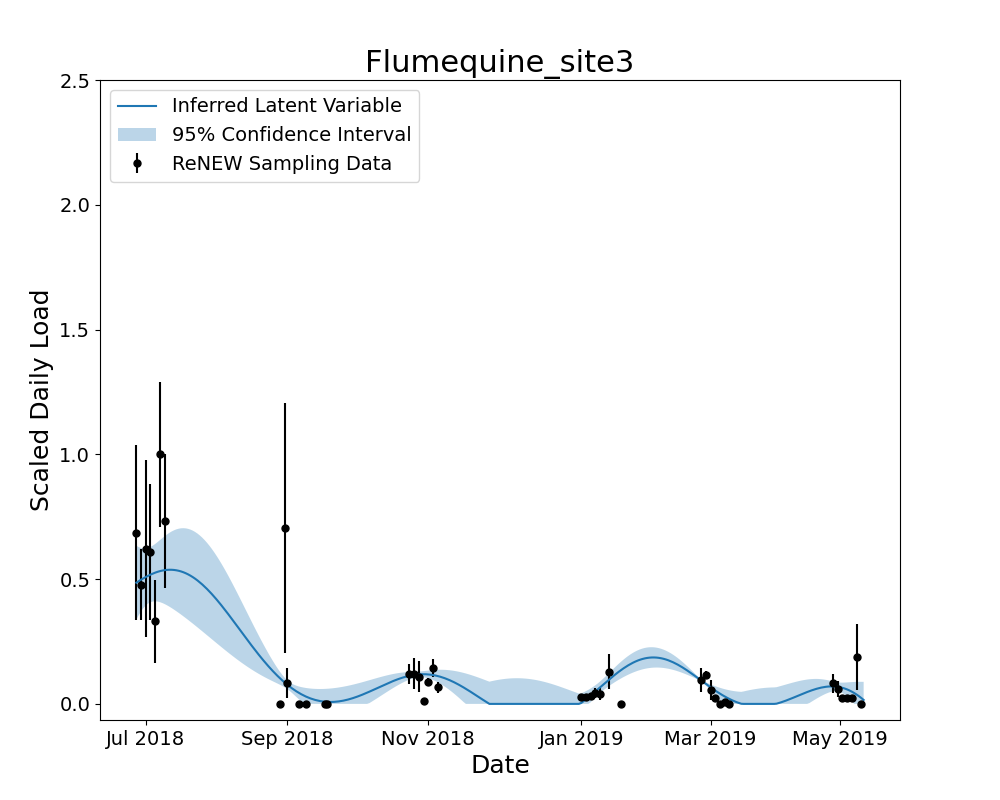 Flumequine_site3
Inferred Latent Variable
95% Confidence Interval
ReNEW Sampling Data
2.5
2.0
1.5
1.0
0.5
0.0
Scaled Daily Load
Jul 2018
Sep 2018
Nov 2018
Jan 2019
Mar 2019
May 2019
Date